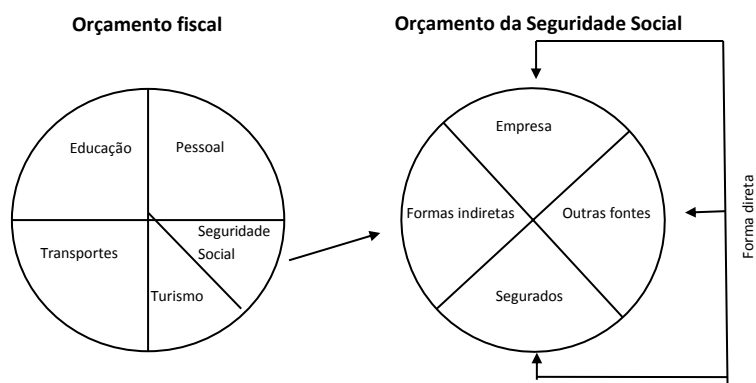 Orçamento fiscal
Orçamento da Seguridade Social
Educação
Pessoal
Transportes
Seguridade
Social
Turismo
Empresa
Formas indiretas
Outras fontes
Segurados
Forma direta